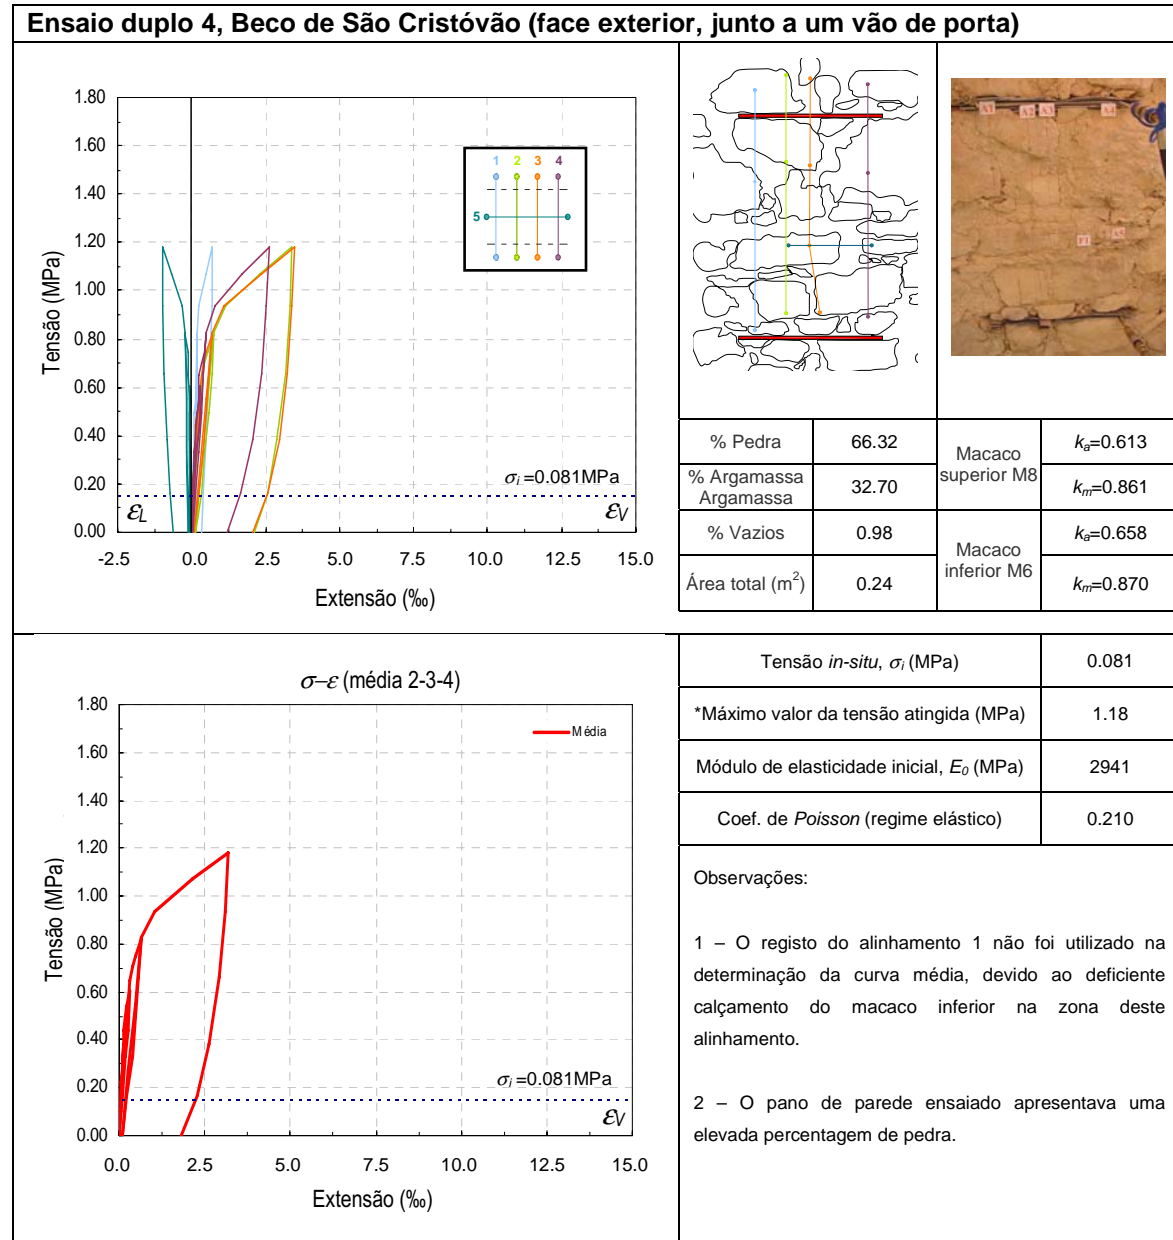 Ensaio duplo 4, Beco de São Cristóvão (face exterior, junto a um vão de porta)
1.80
1.60
1.40
1.20
1.00
0.80
0.60
0.40
0.20
0.00
Tensão (MPa)
1 2 3 4
5
σi =0.081MPa
εL
εV
-2.5 0.0 2.5 5.0 7.5 10.0 12.5 15.0
Extensão (‰)
A1 A2 A3 A4
P1 A5
% Pedra 66.32
% Argamassa
Argamassa 32.70
% Vazios 0.98
Área total (m²) 0.24
Macaco
superior M8
ka=0.613
km=0.861
Macaco
inferior M6
ka=0.658
km=0.870
σ–ε (média 2-3-4)
1.80
1.60
1.40
1.20
1.00
0.80
0.60
0.40
0.20
0.00
Tensão (MPa)
Média
σi =0.081MPa
εV
0.0 2.5 5.0 7.5 10.0 12.5 15.0
Extensão (‰)
Tensão in-situ, σi (MPa) 0.081
*Máximo valor da tensão atingida (MPa) 1.18
Módulo de elasticidade inicial, E0 (MPa) 2941
Coef. de Poisson (regime elástico) 0.210
Observações:
1 – O registo do alinhamento 1 não foi utilizado na
determinação da curva média, devido ao deficiente
calçamento do macaco inferior na zona deste
alinhamento.
2 – O pano de parede ensaiado apresentava uma
elevada percentagem de pedra.